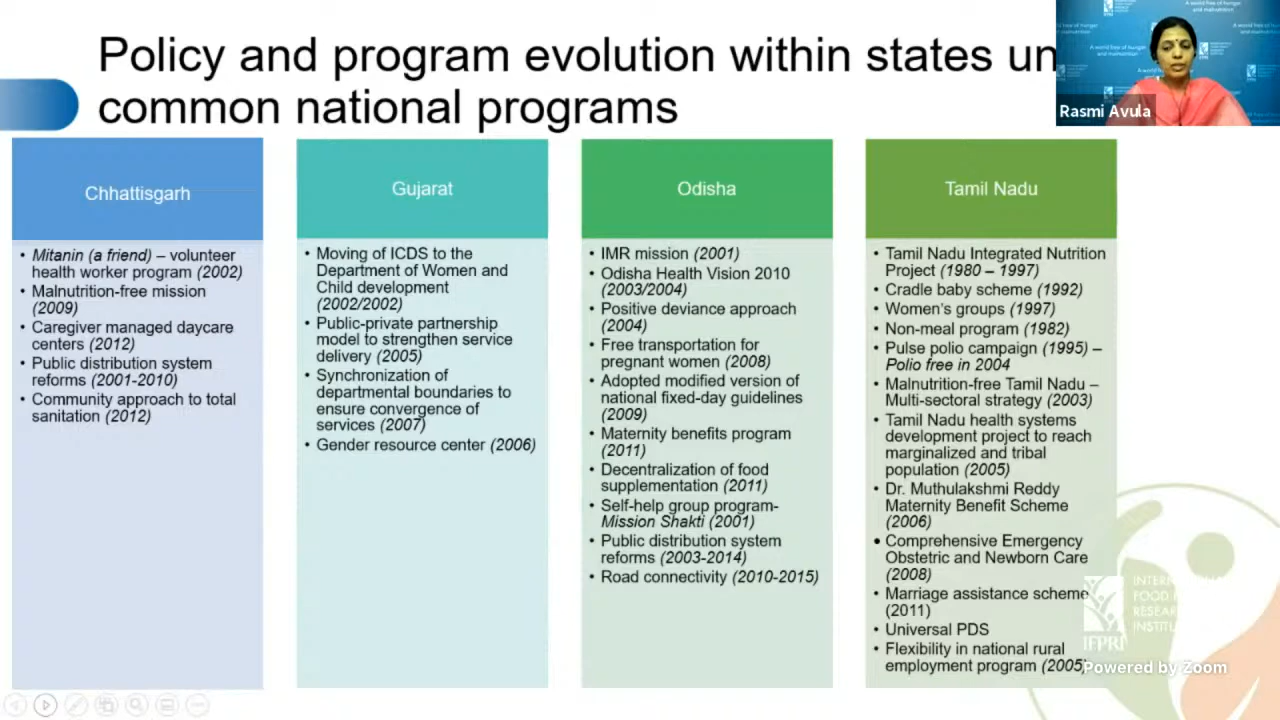 Policy and program evolution within states un
common national programs
Rasmi Avula
Chhattisgarh
• Mitanin (a friend) – volunteer
health worker program (2002)
• Malnutrition-free mission
(2009)
• Caregiver managed daycare
centers (2012)
• Public distribution system
reforms (2001-2010)
• Community approach to total
sanitation (2012)
Gujarat
• Moving of ICDS to the
Department of Women and
Child development
(2002/2002)
• Public-private partnership
model to strengthen service
delivery (2005)
• Synchronization of
departmental boundaries to
ensure convergence of
services (2007)
• Gender resource center (2006)
Odisha
• IMR mission (2001)
• Odisha Health Vision 2010
(2003/2004)
• Positive deviance approach
(2004)
• Free transportation for
pregnant women (2008)
• Adopted modified version of
national fixed-day guidelines
(2009)
• Maternity benefits program
(2011)
• Decentralization of food
supplementation (2011)
• Self-help group program-
Mission Shakti (2001)
• Public distribution system
reforms (2003-2014)
• Road connectivity (2010-2015)
Tamil Nadu
• Tamil Nadu Integrated Nutrition
Project (1980 – 1997)
• Cradle baby scheme (1992)
• Women's groups (1997)
• Non-meal program (1982)
• Pulse polio campaign (1995) –
Polio free in 2004
• Malnutrition-free Tamil Nadu –
Multi-sectoral strategy (2003)
• Tamil Nadu health systems
development project to reach
marginalized and tribal
population (2005)
• Dr. Muthulakshmi Reddy
Maternity Benefit Scheme
(2006)
• Comprehensive Emergency
Obstetric and Newborn Care
(2008)
• Marriage assistance scheme
(2011)
• Universal PDS
• Flexibility in national rural
employment program (2005)
IFPRI
Powered by Zoom